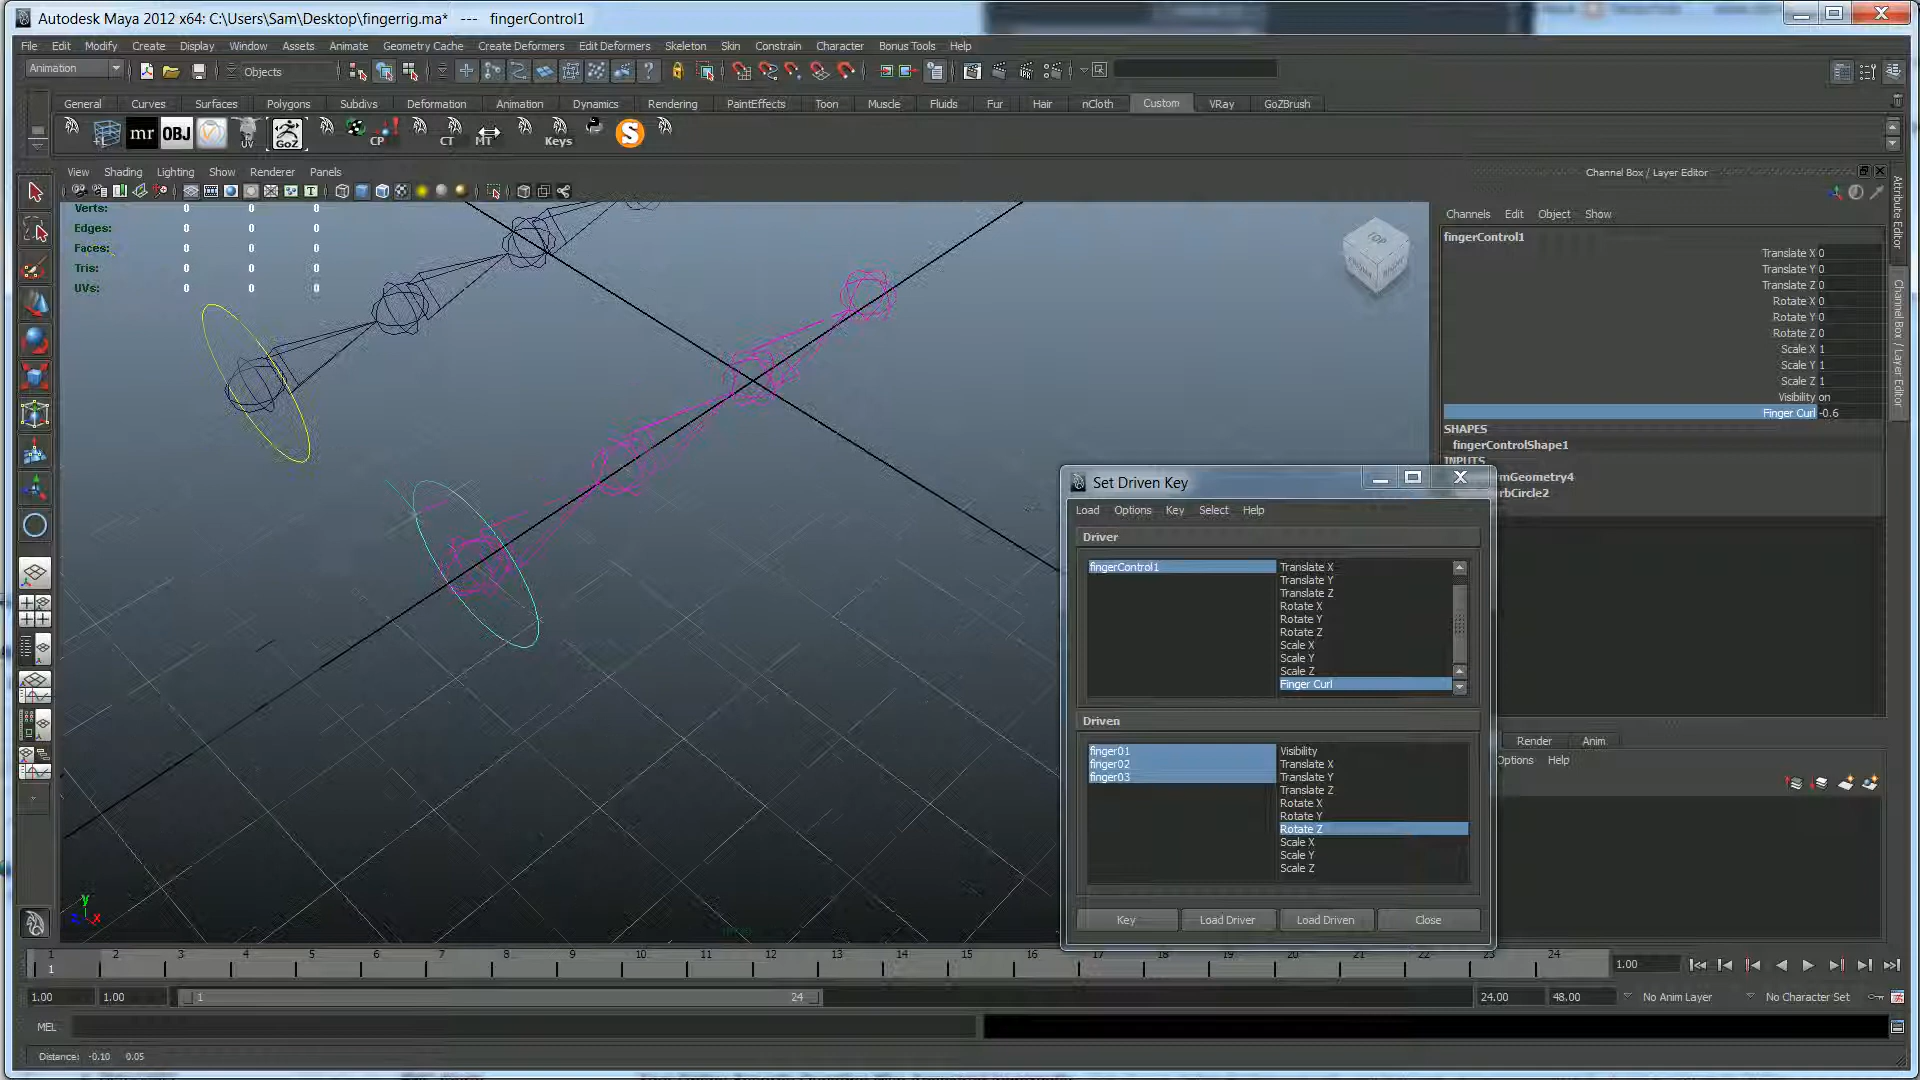 Autodesk Maya 2012 x64: C:\Users\Sam\Desktop\fingerrig.ma* --- fingerControl1
File Edit Modify Create Display Window Assets Animate Geometry Cache Create Deformers Edit Deformers Skeleton Skin Constrain Character Bonus Tools Help
Animation Objects
General Curves Surfaces Polygons Subdivs Deformation Animation Dynamics Rendering PaintEffects Toon Muscle Fluids Fur Hair nCloth Custom VRay GoZBrush
+L mr OBJ UV GoZ CP CT MT Keys S
View Shading Lighting Show Renderer Panels
Channel Box / Layer Editor
Verts: 0 0 0
Edges: 0 0 0
Faces: 0 0 0
Tris: 0 0 0
UVs: 0 0 0
TOP
Channels Edit Object Show
fingerControl1
Translate X 0
Translate Y 0
Translate Z 0
Rotate X 0
Rotate Y 0
Rotate Z 0
Scale X 1
Scale Y 1
Scale Z 1
Visibility on
Finger Curl -0.6
SHAPES
fingerControlShape1
INPUTS
mGeometry4
rbCircle2
Attribute Editor
Channel Box / Layer Editor
Set Driven Key
Load Options Key Select Help
Driver
fingerControl1
Translate X
Translate Y
Translate Z
Rotate X
Rotate Y
Rotate Z
Scale X
Scale Y
Scale Z
Finger Curl
Driven
finger01
finger02
finger03
Visibility
Translate X
Translate Y
Translate Z
Rotate X
Rotate Y
Rotate Z
Scale X
Scale Y
Scale Z
Key Load Driver Load Driven Close
Render Anim
Options Help
y
z x
1 2 3 4 5 6 7 8 9 10 11 12 13 14 15 16 17 18 19 20 21 22 23 24
1
1.00
1.00 1.00 1 24 24.00 48.00 No Anim Layer No Character Set
MEL
Distance: -0.10 0.05